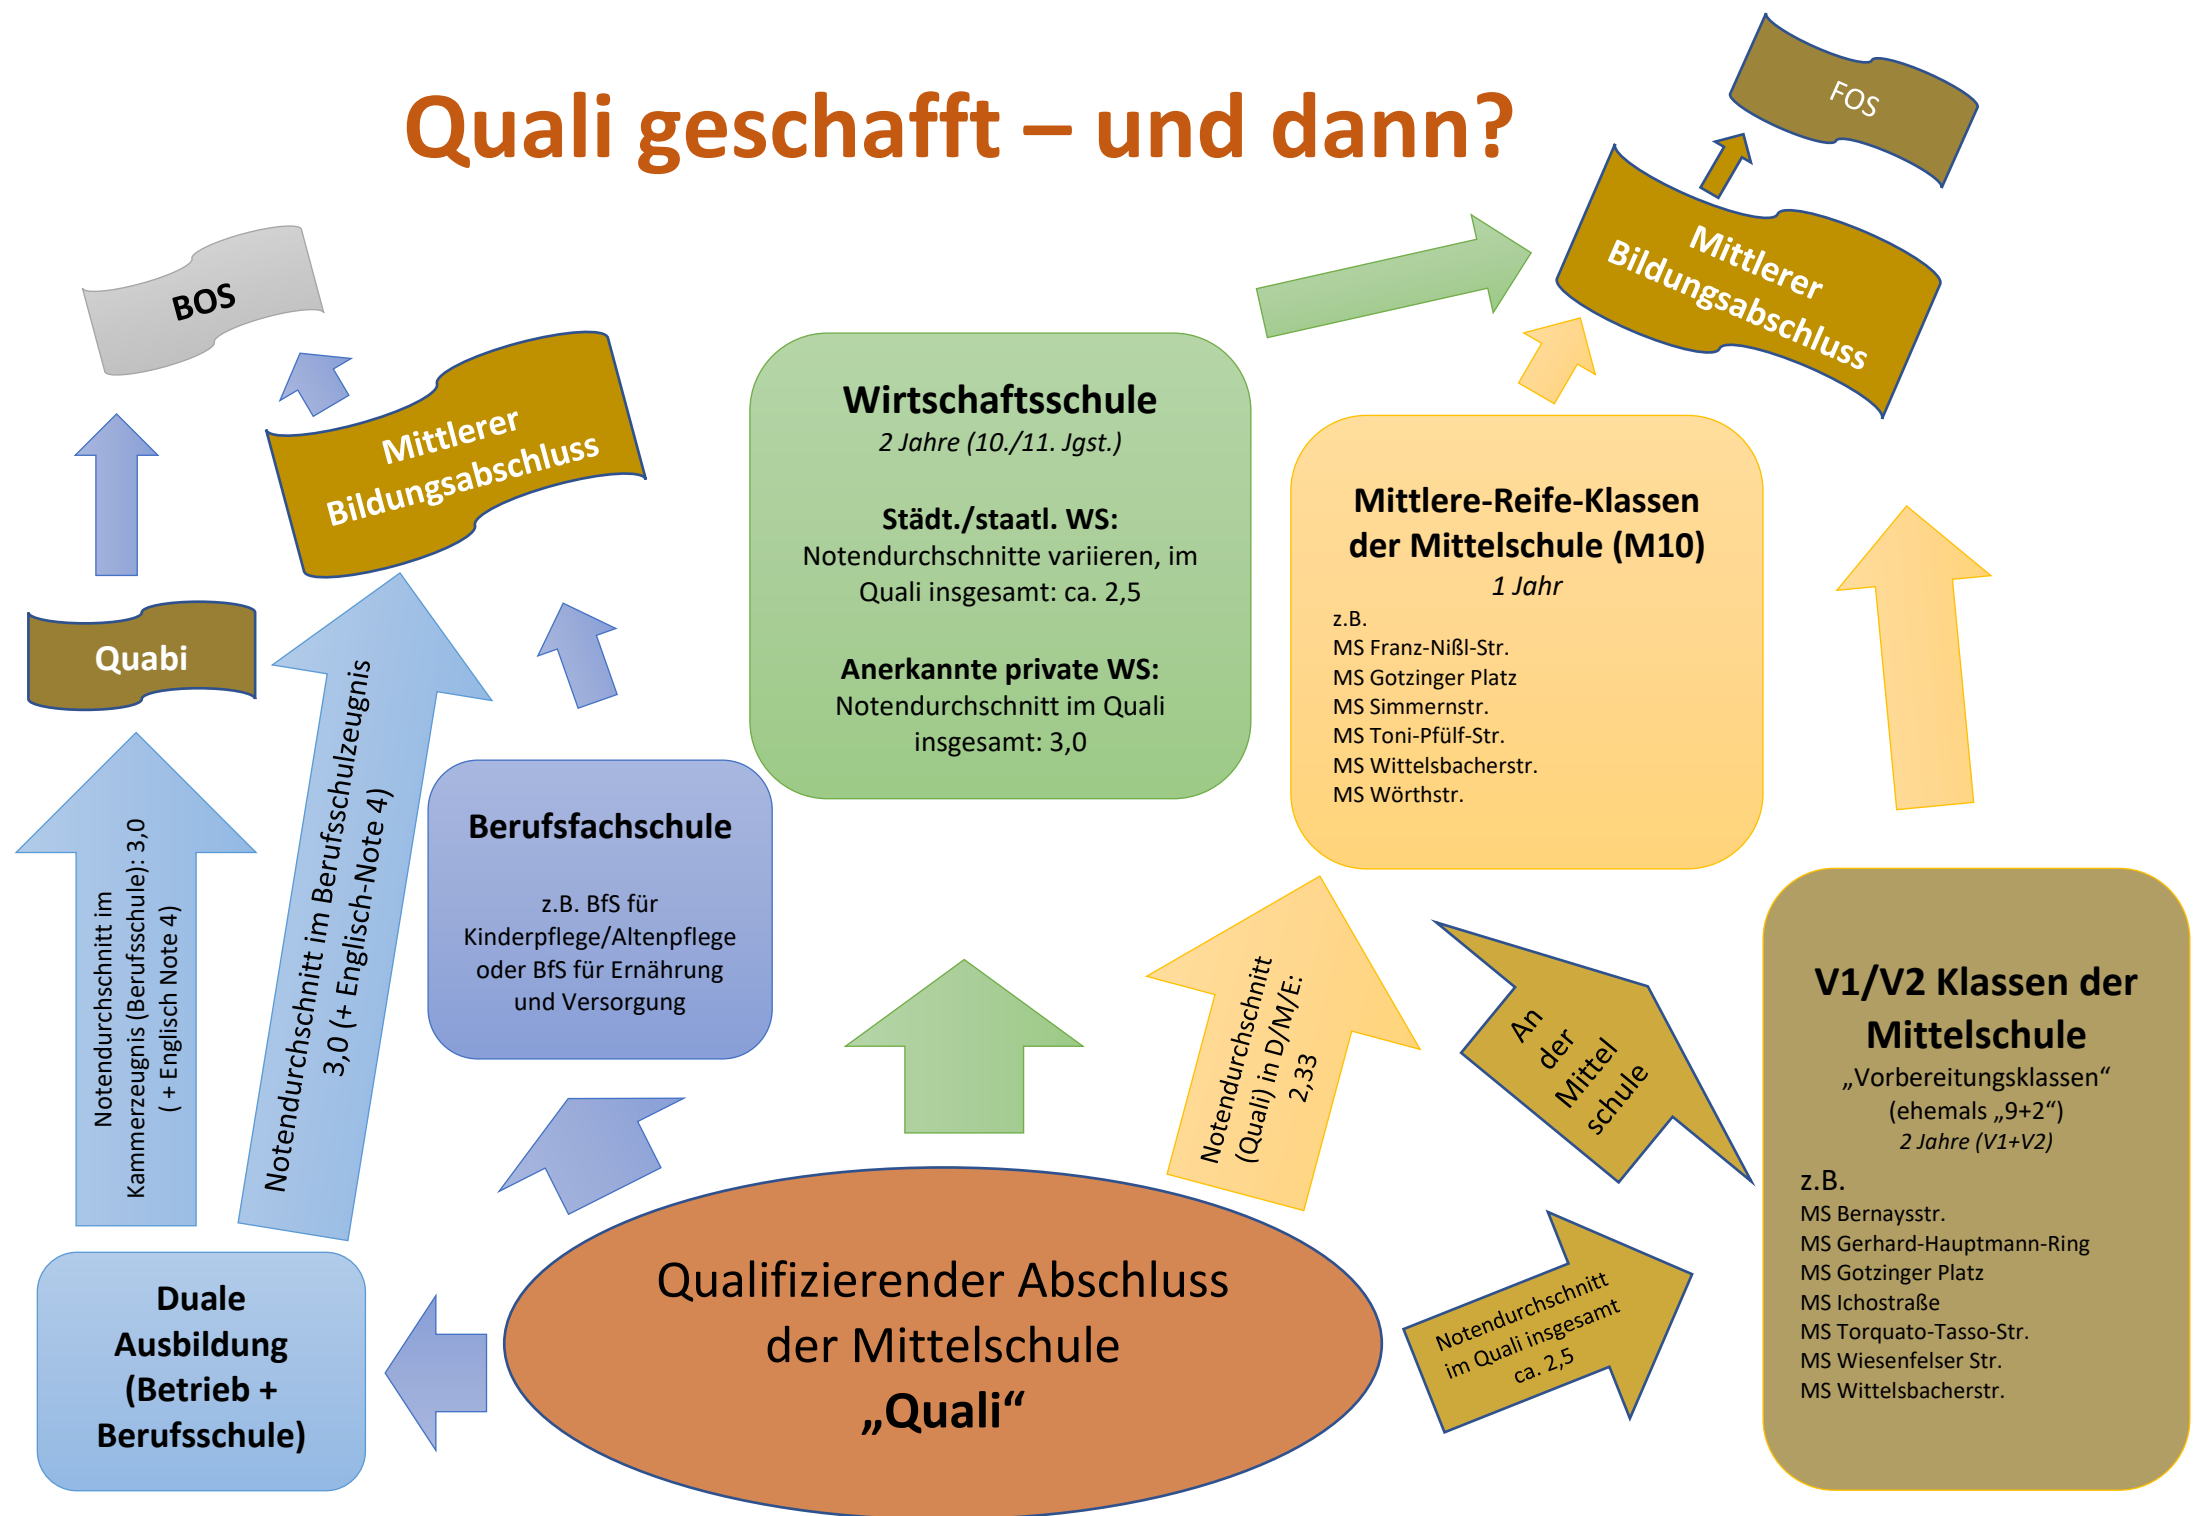 Quali geschafft – und dann?
FOS
Mittlerer
Bildungsabschluss
BOS
Mittlerer
Bildungsabschluss
Quabi
Wirtschaftsschule
2 Jahre (10./11. Jgst.)
Städt./staatl. WS:
Notendurchschnitte variieren, im
Quali insgesamt: ca. 2,5
Anerkannte private WS:
Notendurchschnitt im Quali
insgesamt: 3,0
Mittlere-Reife-Klassen
der Mittelschule (M10)
1 Jahr
z.B.
MS Franz-Nißl-Str.
MS Gotzinger Platz
MS Simmernstr.
MS Toni-Pfülf-Str.
MS Wittelsbacherstr.
MS Wörthstr.
Notendurchschnitt im
Kammerzeugnis (Berufsschule): 3,0
( + Englisch Note 4)
Notendurchschnitt im Berufsschulzeugnis
3,0 (+ Englisch-Note 4)
Berufsfachschule
z.B. BfS für
Kinderpflege/Altenpflege
oder BfS für Ernährung
und Versorgung
Notendurchschnitt
(Quali) in D/M/E:
2,33
An
der
Mittel
schule
V1/V2 Klassen der
Mittelschule
„Vorbereitungsklassen“
(ehemals „9+2“)
2 Jahre (V1+V2)
z.B.
MS Bernaysstr.
MS Gerhard-Hauptmann-Ring
MS Gotzinger Platz
MS Ichostraße
MS Torquato-Tasso-Str.
MS Wiesenfelser Str.
MS Wittelsbacherstr.
Duale
Ausbildung
(Betrieb +
Berufsschule)
Qualifizierender Abschluss
der Mittelschule
„Quali“
Notendurchschnitt
im Quali insgesamt
ca. 2,5